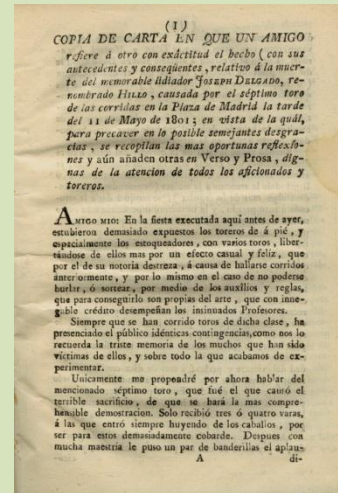 (1)
COPIA DE CARTA EN QUE UN AMIGO
refiere á otro con exâctitud el hecho (con sus
antecedentes y conseqüentes, relativo á la muer-
te del memorable lidiador JOSEPH DELGADO, re-
nombrado HILLO, causada por el séptimo toro
de las corridas en la Plaza de Madrid la tarde
del 11 de Mayo de 1801; en vista de la quál,
para precaver en lo posible semejantes desgra-
cias, se recopilan las mas oportunas reflexîo-
nes y aún añaden otras en Verso y Prosa, dig-
nas de la atencion de todos los aficionados y
toreros.
AMIGO MIO: En la fiesta executada aquí antes de ayer,
estubieron demasiado expuestos los toreros de á pié, y
especialmente los estoqueadores, con varios toros, liber-
tándose de ellos mas por un efecto casual y feliz, que
por el de su notoria destreza, á causa de hallarse corridos
anteriormente, y por lo mismo en el caso de no poderse
burlar, ó sortear, por medio de los auxîlios y reglas,
que para conseguirlo son propias del arte, que con inne-
gable crédito desempeñan los insinuados Profesores.
Siempre que se han corrido toros de dicha clase, ha
presenciado el público idénticas contingencias, como nos lo
recuerda la triste memoria de los muchos que han sido
víctimas de ellos, y sobre todo la que acabamos de ex-
perimentar.
Unicamente me propondré por ahora hab'ar del
mencionado séptimo toro, que fué el que causó el
terrible sacrificio, de que se hará la mas compre-
hensible demostracion. Solo recibió tres ó quatro varas,
á las que entró siempre huyendo de los caballos, por
ser para estos demasiadamente cobarde. Despues con
mucha maestría le puso un par de banderillas el aplau-
A di-